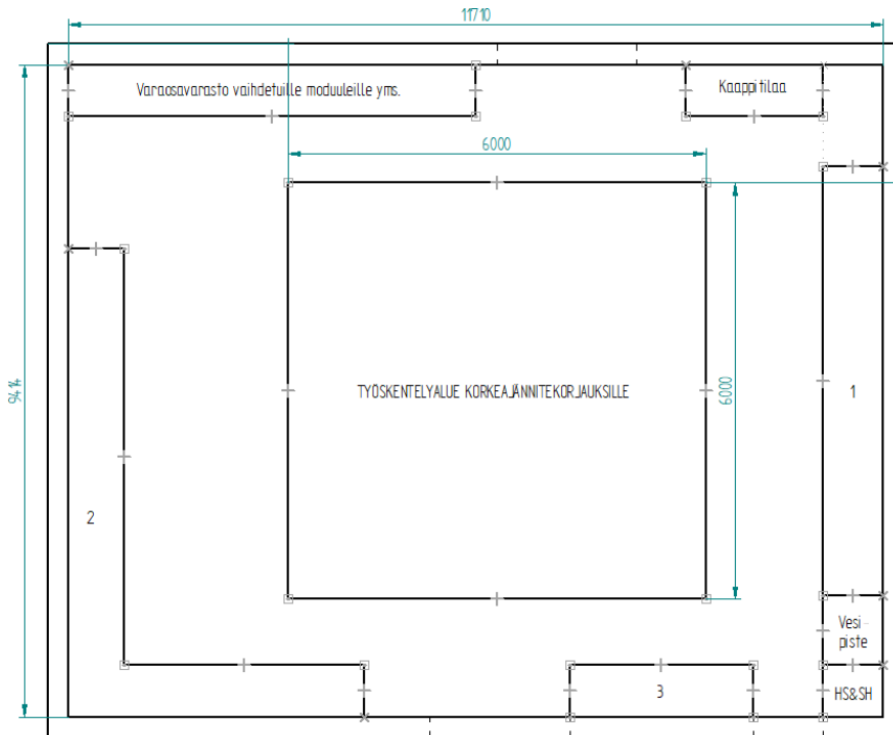 11710
Varaosavarasto vaihdetuille moduuleille yms.
Kaappitilaa
6000
9414
TYÖSKENTELYALUE KORKEAJÄNNITEKORJAUKSILLE
6000
1
2
Vesi-
piste
3
HS&SH